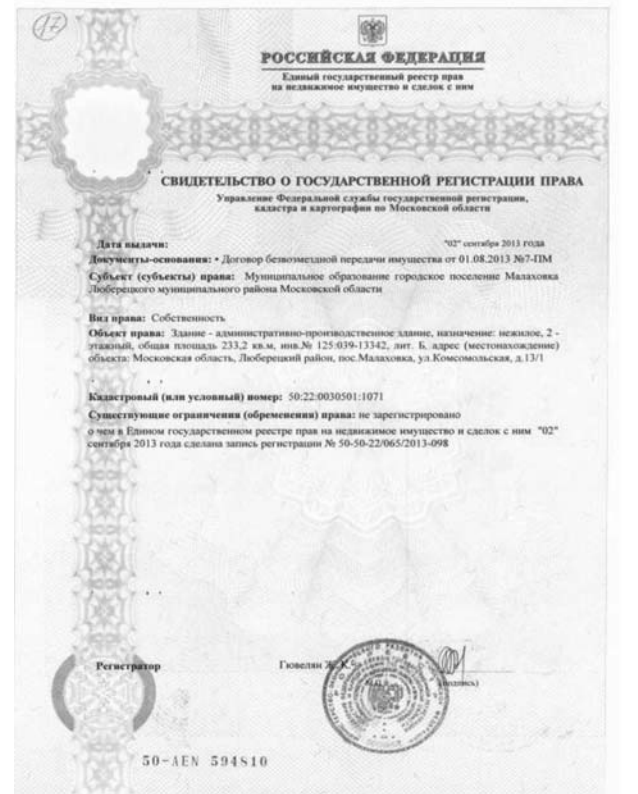 17
РОССИЙСКАЯ ФЕДЕРАЦИЯ
Единый государственный реестр прав
на недвижимое имущество и сделок с ним
СВИДЕТЕЛЬСТВО О ГОСУДАРСТВЕННОЙ РЕГИСТРАЦИИ ПРАВА
Управление Федеральной службы государственной регистрации,
кадастра и картографии по Московской области
Дата выдачи: "02" сентября 2013 года
Документы-основания: • Договор безвозмездной передачи имущества от 01.08.2013 №7-ПМ
Субъект (субъекты) права: Муниципальное образование городское поселение Малаховка
Люберецкого муниципального района Московской области
Вид права: Собственность
Объект права: Здание - административно-производственное здание, назначение: нежилое, 2 -
этажный, общая площадь 233,2 кв.м, инв.№ 125:039-13342, лит. Б, адрес (местонахождение)
объекта: Московская область, Люберецкий район, пос.Малаховка, ул.Комсомольская, д.13/1
Кадастровый (или условный) номер: 50:22:0030501:1071
Существующие ограничения (обременения) права: не зарегистрировано
о чем в Едином государственном реестре прав на недвижимое имущество и сделок с ним "02"
сентября 2013 года сделана запись регистрации № 50-50-22/065/2013-098
Регистратор Гювелян Ж. К.
(подпись)
50-AEN 594810